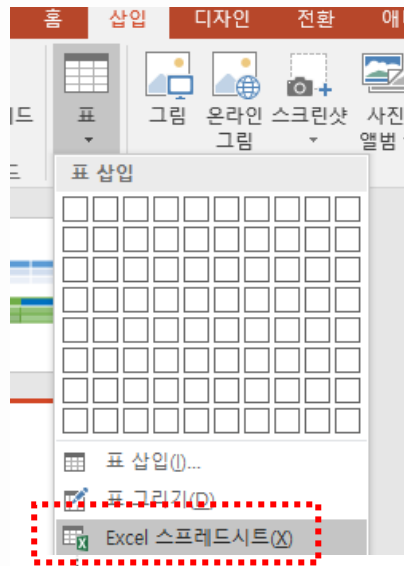 홈 삽입 디자인 전환 애니
표 그림 온라인 그림 스크린샷 사진 앨범
표 삽입
표 삽입(I)...
표 그리기(D)
Excel 스프레드시트(X)